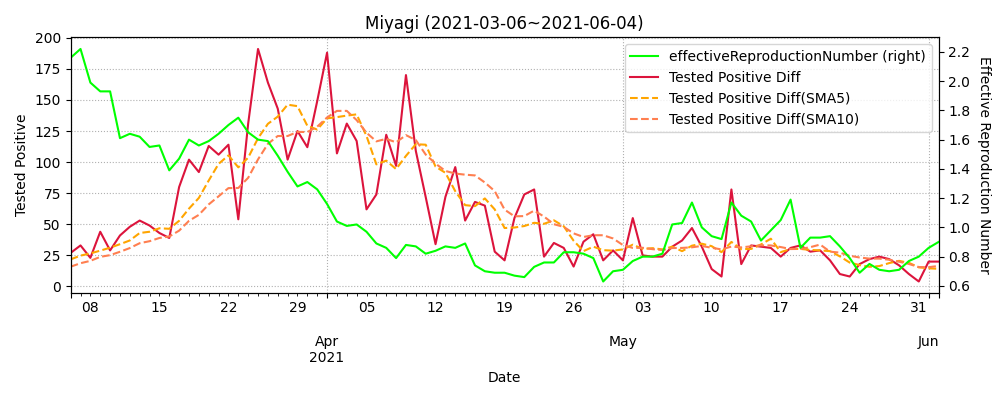 Miyagi (2021-03-06~2021-06-04)
200
175
150
125
100
75
50
25
0
Tested Positive
effectiveReproductionNumber (right)
Tested Positive Diff
Tested Positive Diff(SMA5)
Tested Positive Diff(SMA10)
2.2
2.0
1.8
1.6
1.4
1.2
1.0
0.8
0.6
Effective Reproduction Number
08 15 22 29 05 12 19 26 03 10 17 24 31
Apr May Jun
2021
Date